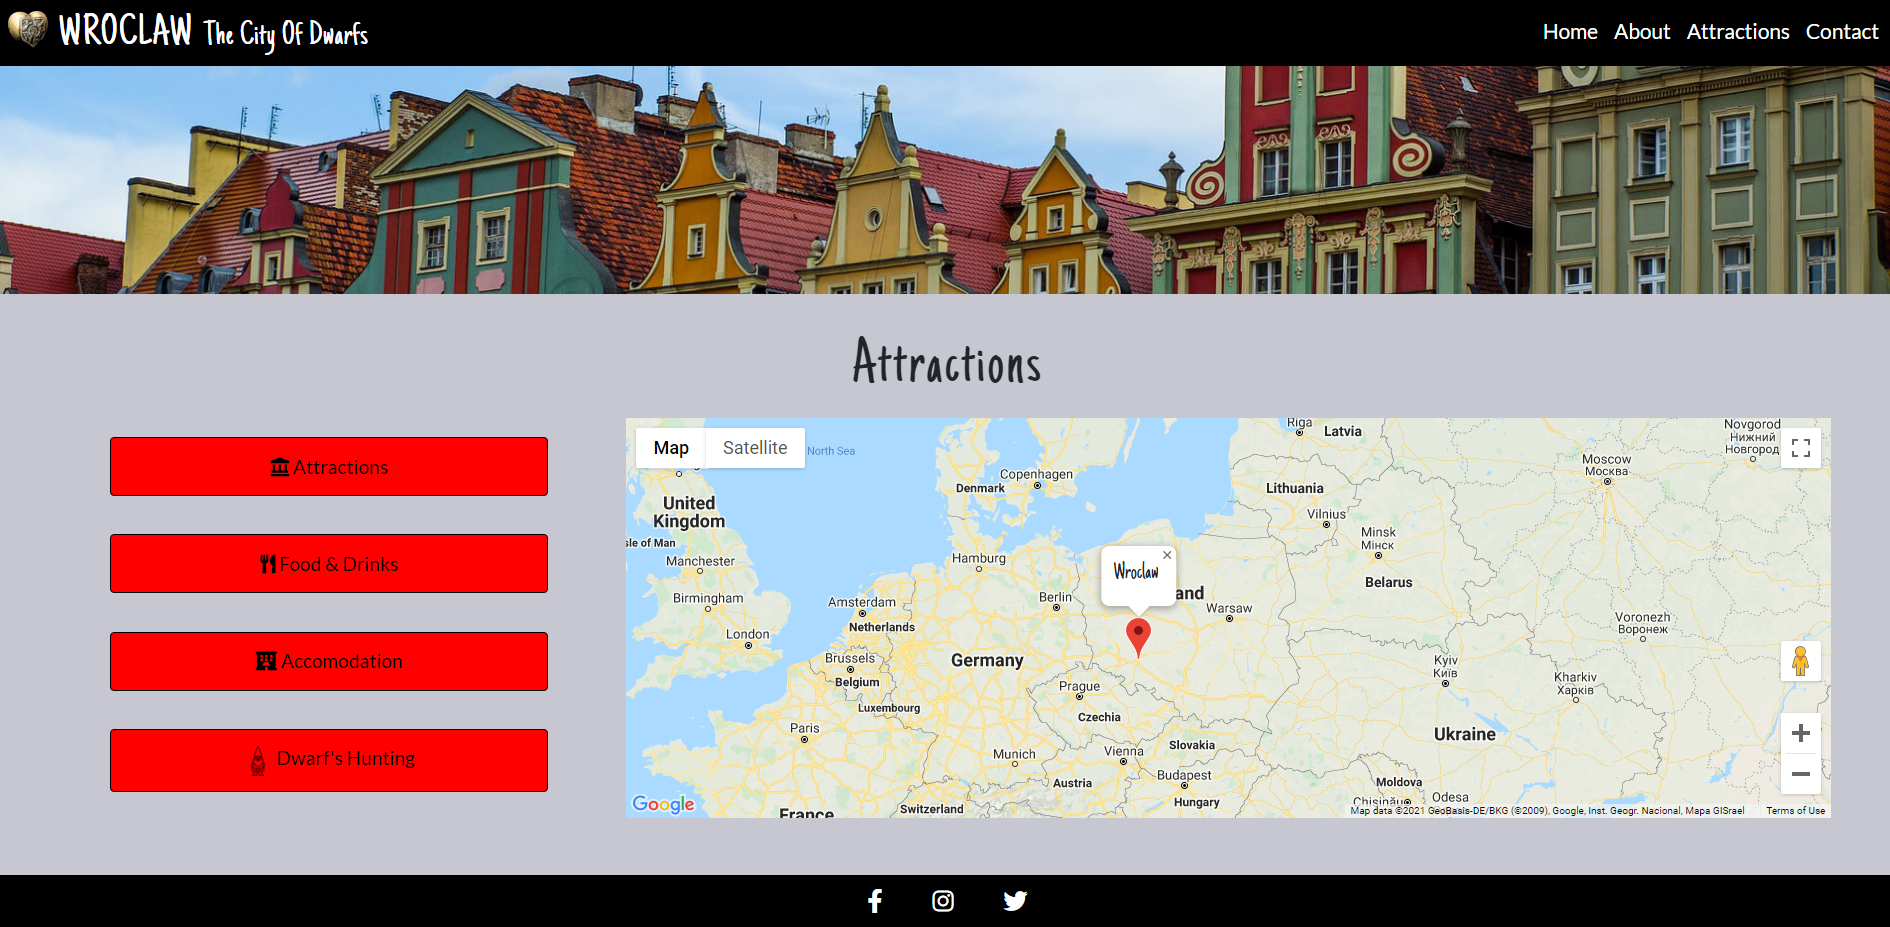 WROCLAW The City Of Dwarfs
Home About Attractions Contact
Attractions
Attractions
Food & Drinks
Accomodation
Dwarf's Hunting
Map Satellite
North Sea
Riga
Latvia
Novgorod
Нижний
Новгород
Moscow
Москва
Copenhagen
Denmark
Lithuania
Vilnius
United
Kingdom
sle of Man
Manchester
Minsk
Мінск
Hamburg
Belarus
Wroclaw
and
Birmingham
Amsterdam
Berlin
Warsaw
Netherlands
Voronezh
Воронеж
London
Brussels
Germany
Belgium
Kyiv
Київ
Prague
Kharkiv
Харків
Luxembourg
Czechia
Paris
Ukraine
Slovakia
Munich
Vienna
Austria
Budapest
Moldova
Hungary
Chișinău
Odesa
Switzerland
France
Google
Map data ©2021 GeoBasis-DE/BKG (©2009), Google, Inst. Geogr. Nacional, Mapa GISrael
Terms of Use